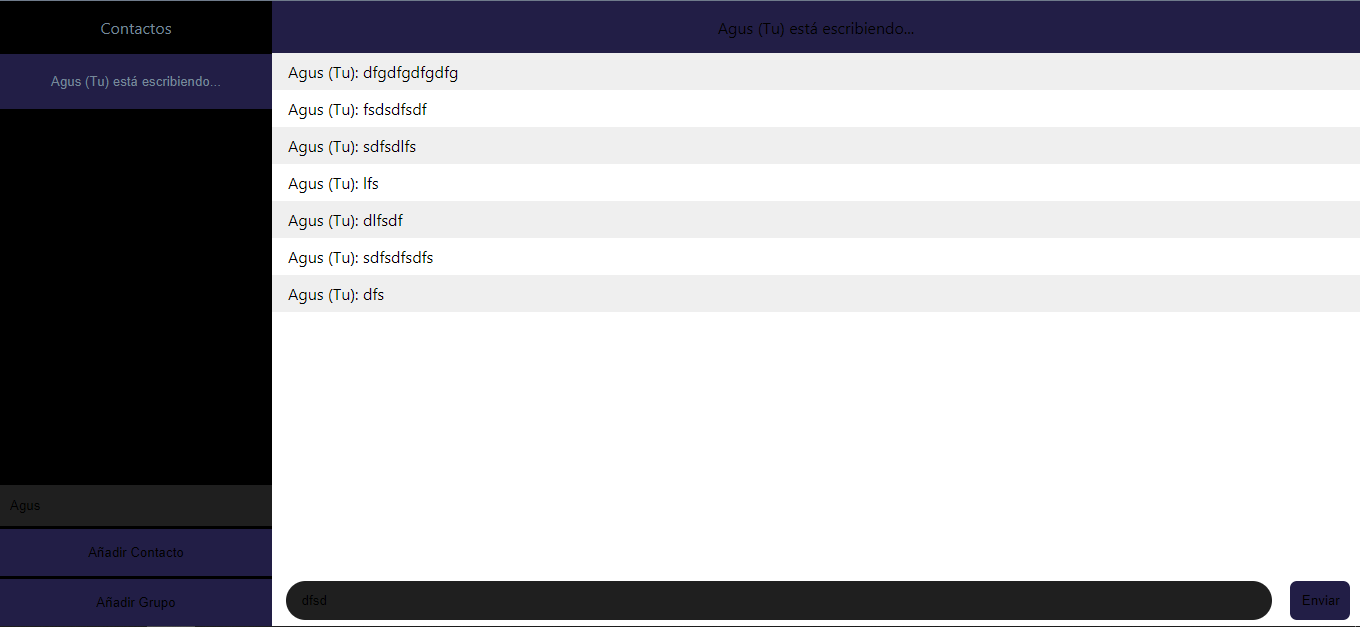 Contactos
Agus (Tu) está escribiendo...
Agus
Añadir Contacto
Añadir Grupo
Agus (Tu) está escribiendo...
Agus (Tu): dfgdfgdfgdfg
Agus (Tu): fsdsdfsdf
Agus (Tu): sdfsdlfs
Agus (Tu): lfs
Agus (Tu): dlfsdf
Agus (Tu): sdfsdfsdfs
Agus (Tu): dfs
dfsd
Enviar